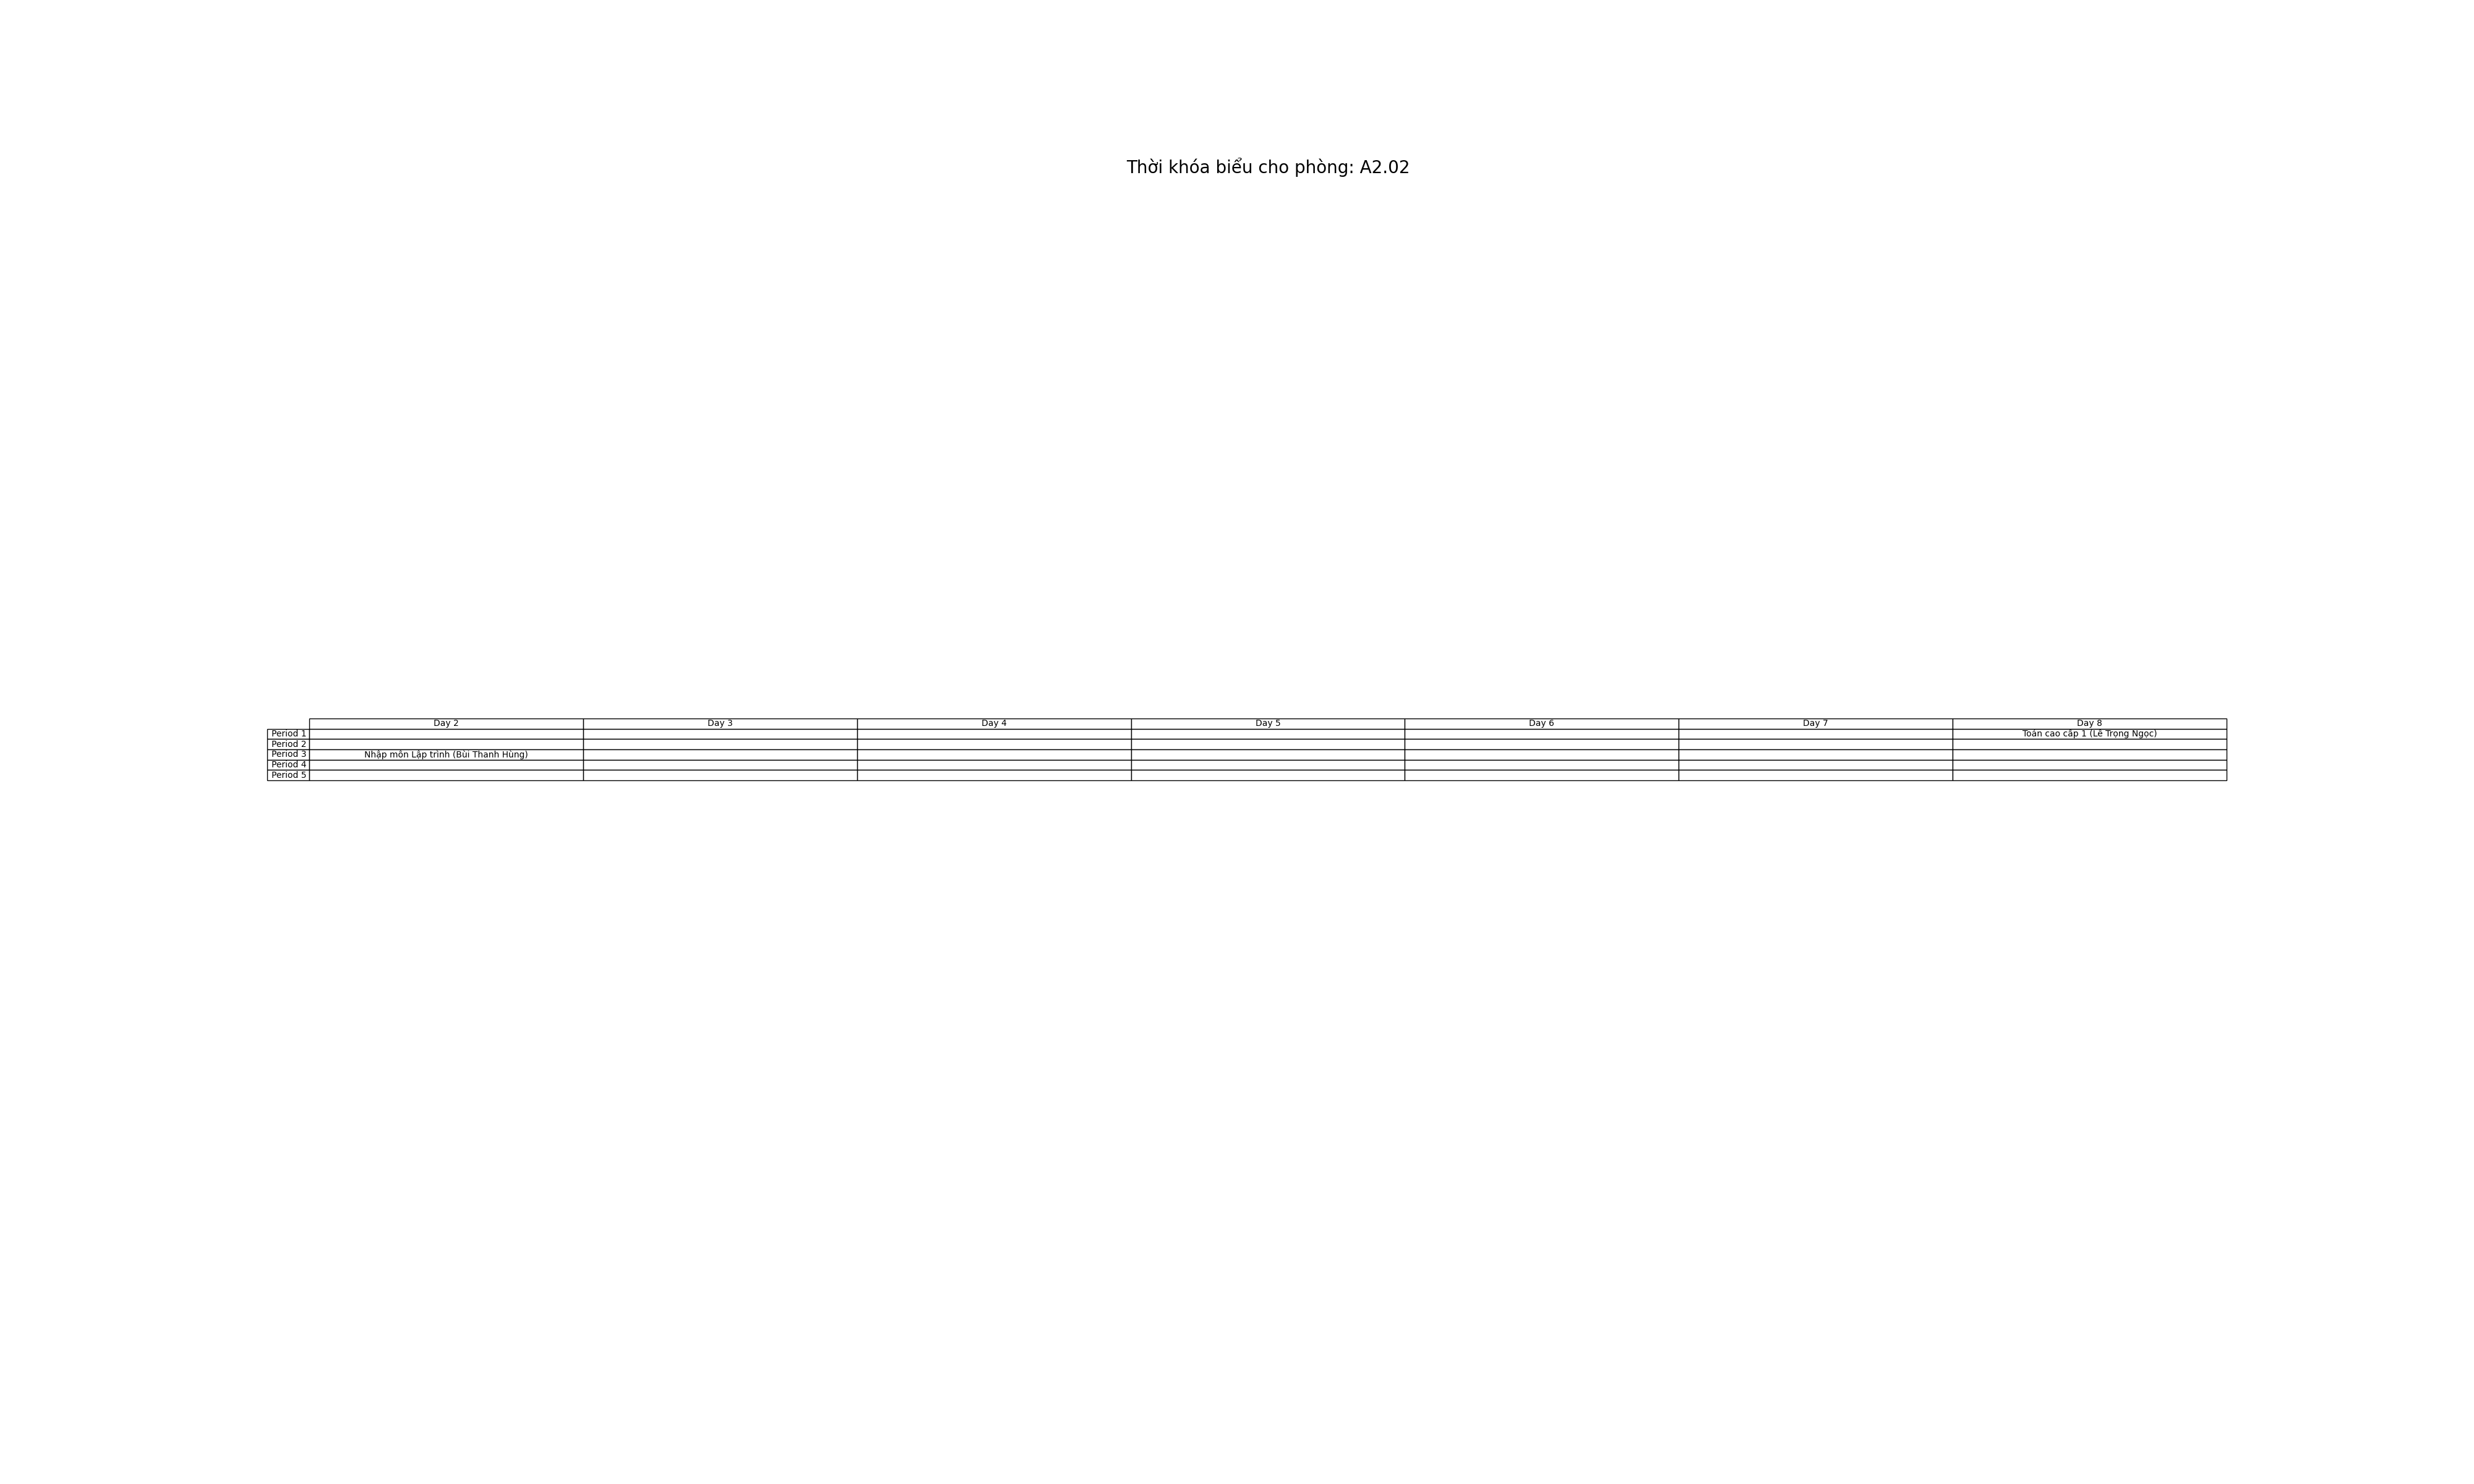 Thời khóa biểu cho phòng: A2.02
Day 2 Day 3 Day 4 Day 5 Day 6 Day 7 Day 8
Period 1 Toán cao cấp 1 (Lê Trọng Ngọc)
Period 2
Period 3 Nhập môn Lập trình (Bùi Thanh Hùng)
Period 4
Period 5